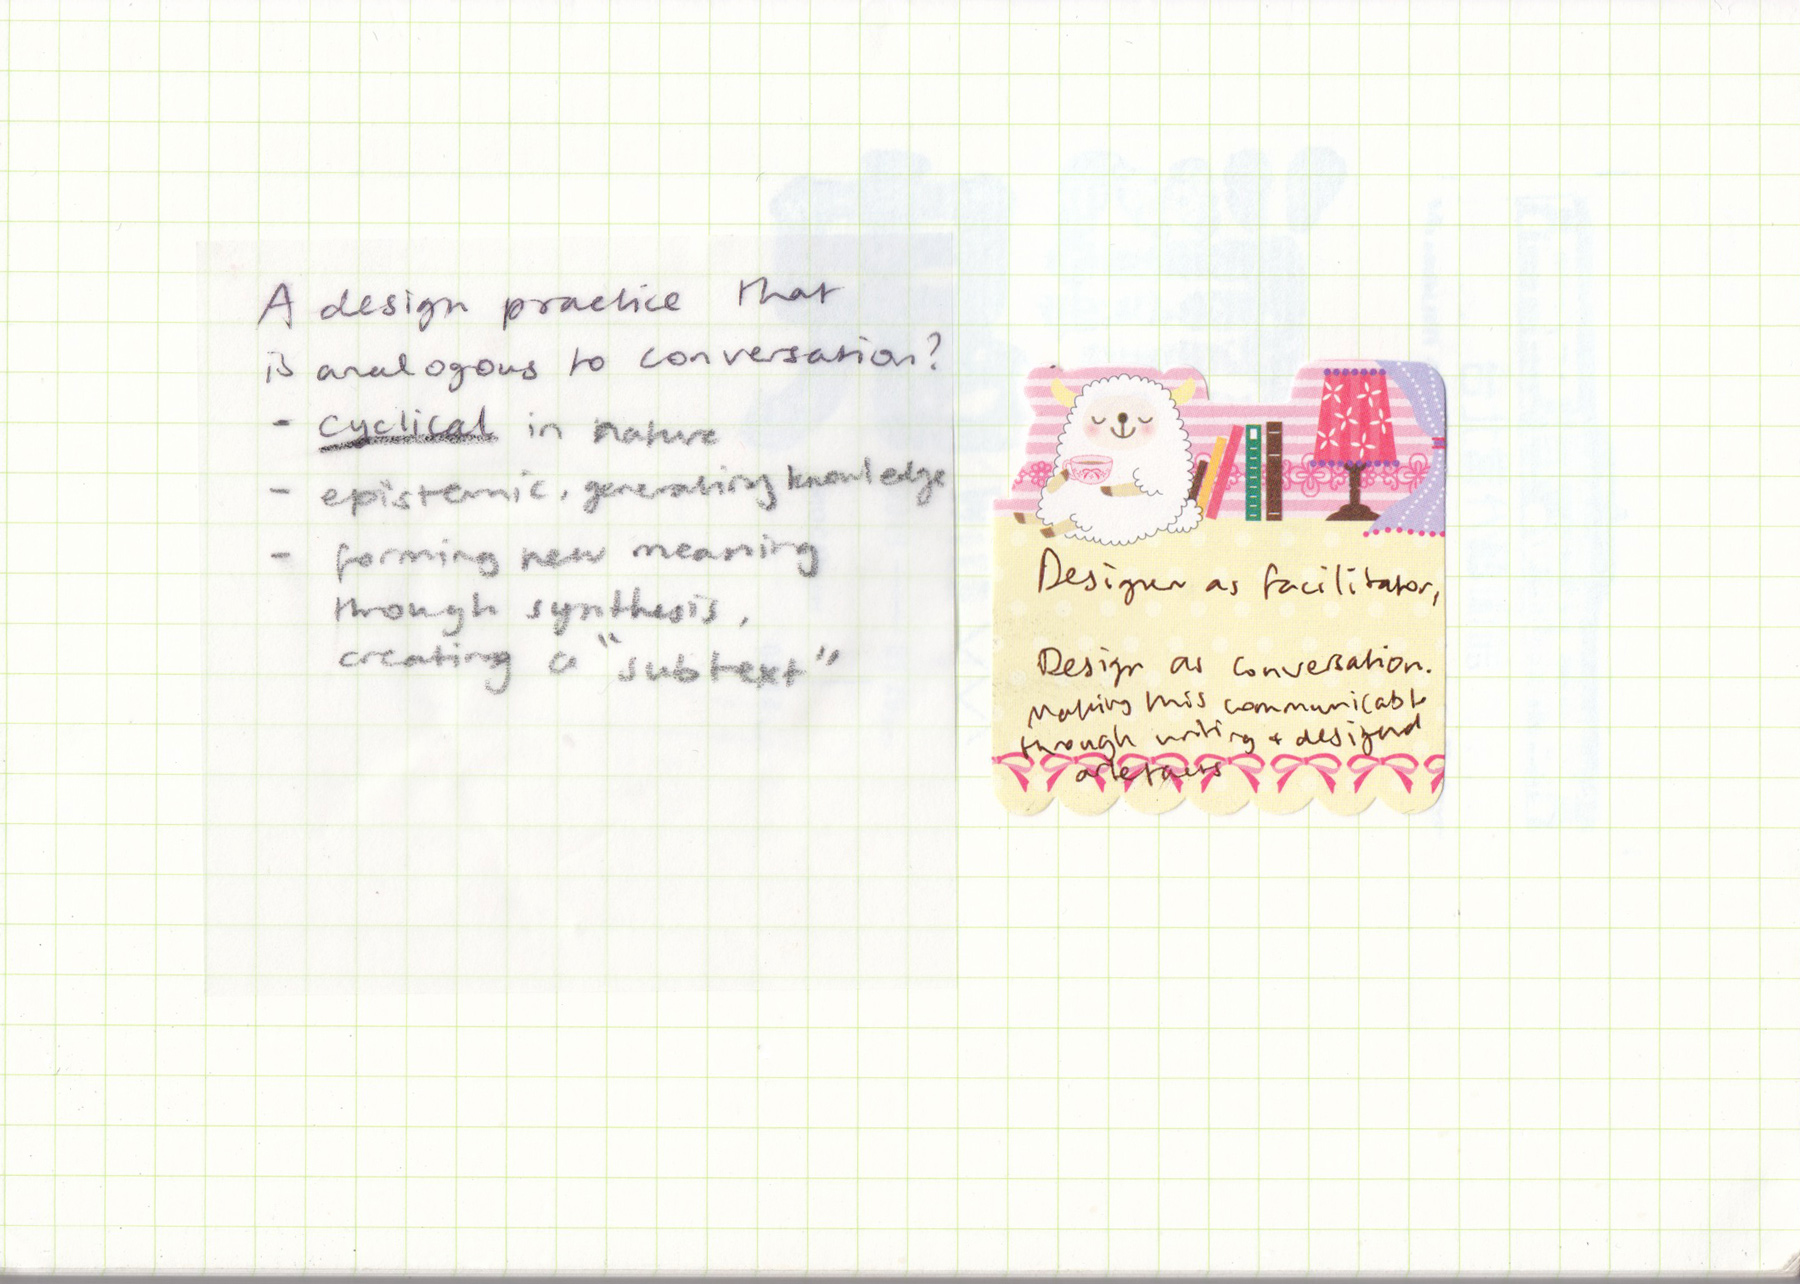 A design practice that
is analogous to conversation?
- cyclical in nature
- epistemic, generating knowledge
- forming new meaning
through synthesis,
creating a "subtext"
Designer as facilitator,
Design as conversation.
Making this communicable
through writing + designed
artefacts